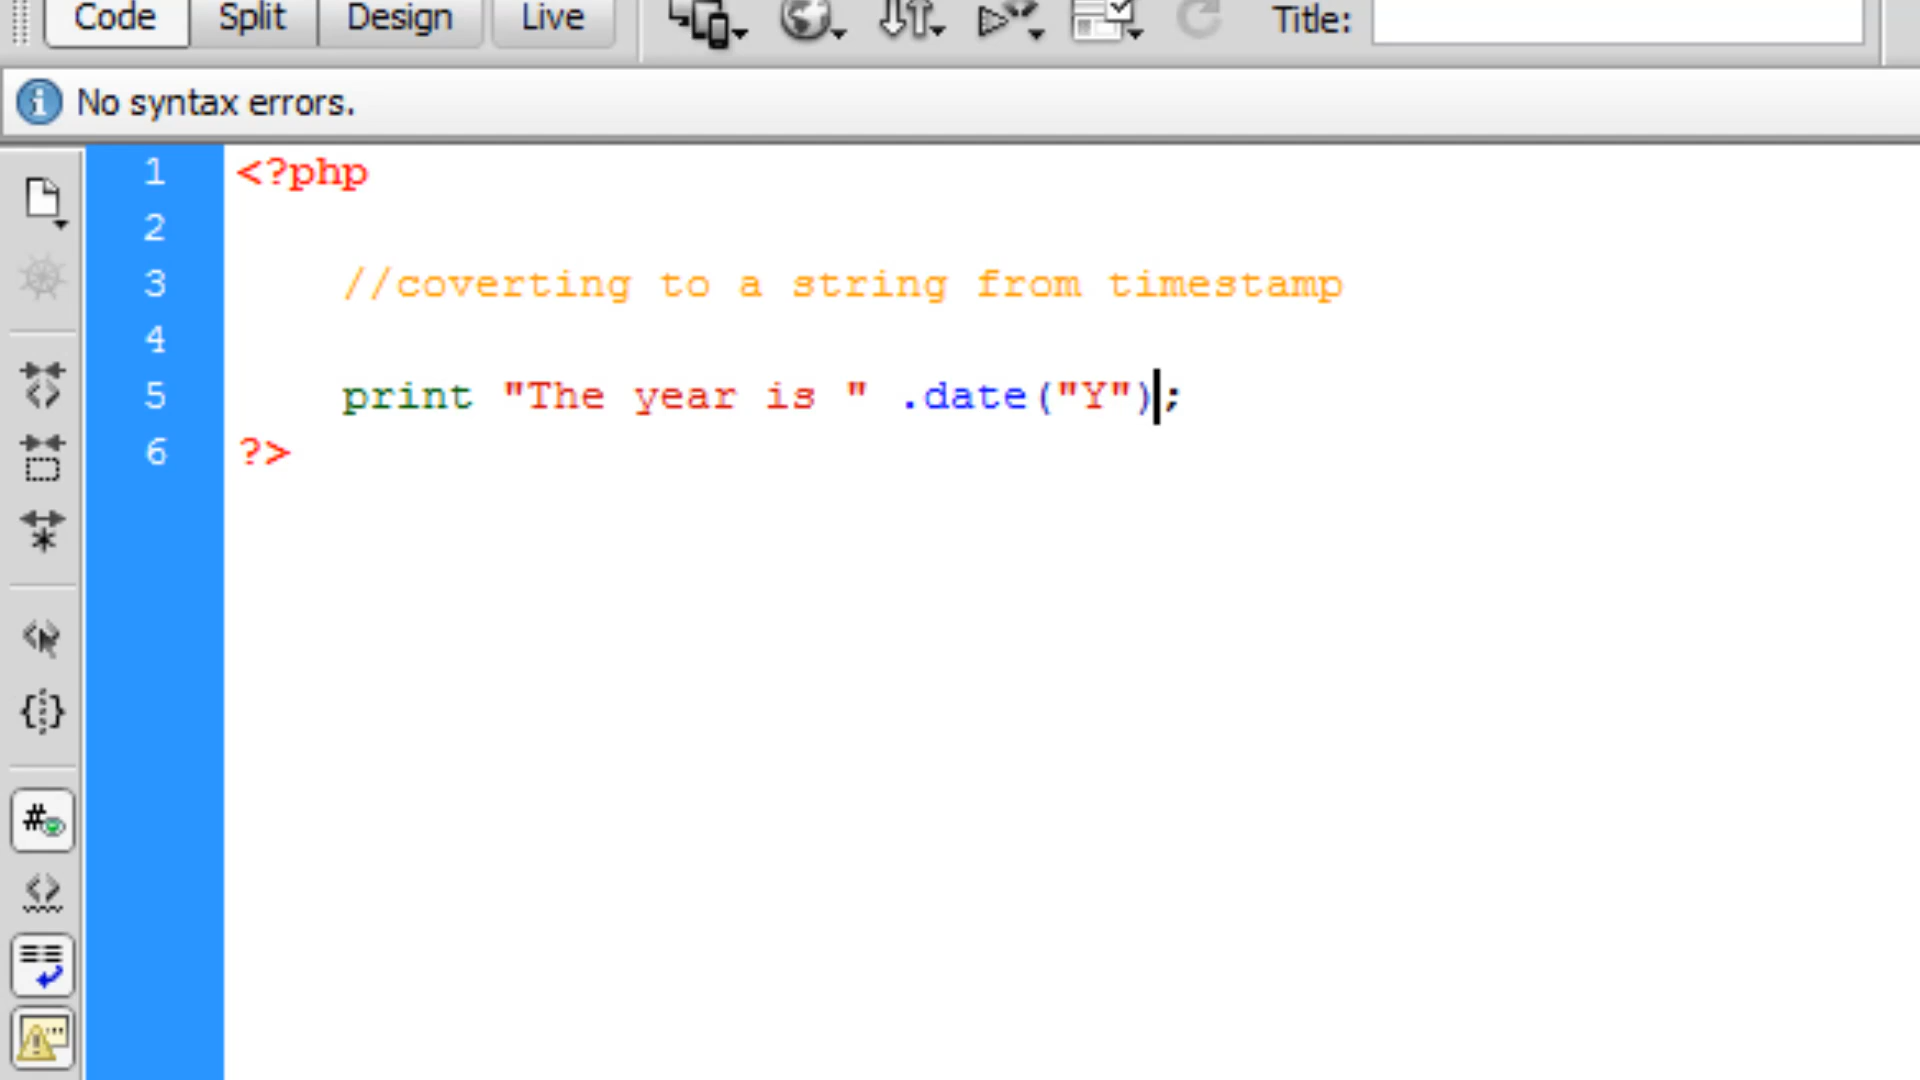 Code Split Design Live Title:
No syntax errors.
1 <?php
2
3 //coverting to a string from timestamp
4
5 print "The year is " .date("Y");
6 ?>